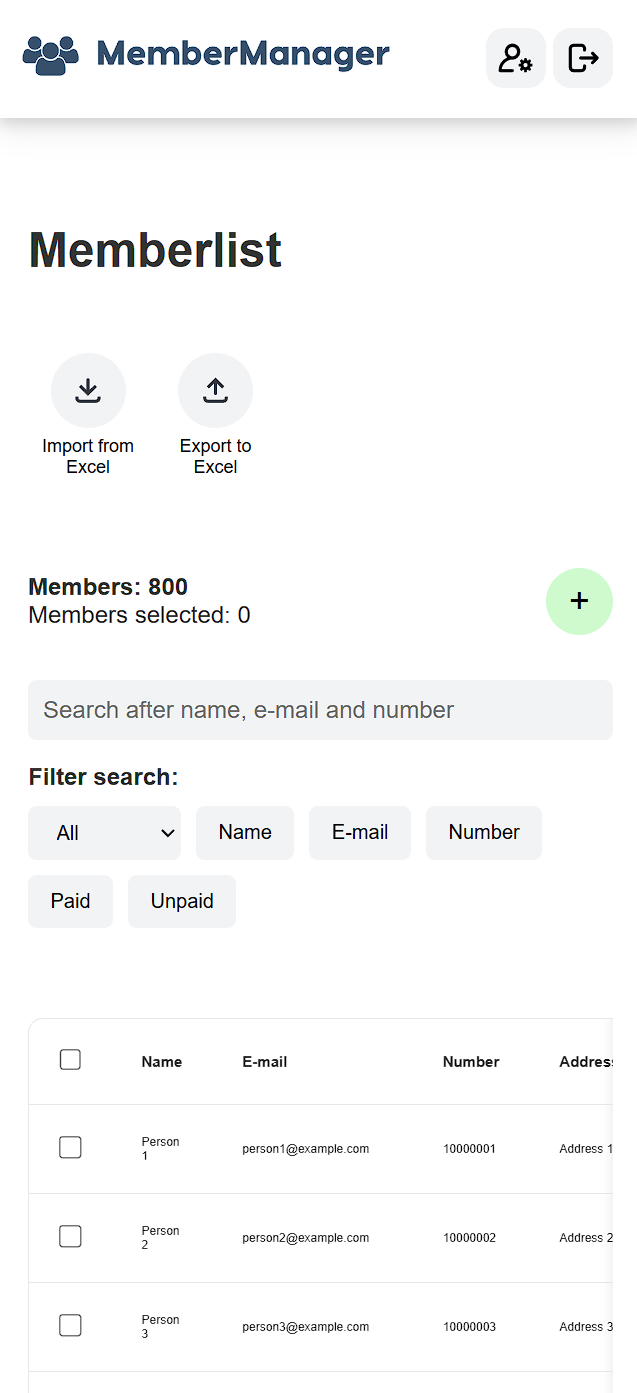 MemberManager
Memberlist
Import from Excel
Export to Excel
Members: 800
Members selected: 0
+
Search after name, e-mail and number
Filter search:
All Name E-mail Number
Paid Unpaid
Name E-mail Number Address
Person 1 person1@example.com 10000001 Address 1
Person 2 person2@example.com 10000002 Address 2
Person 3 person3@example.com 10000003 Address 3